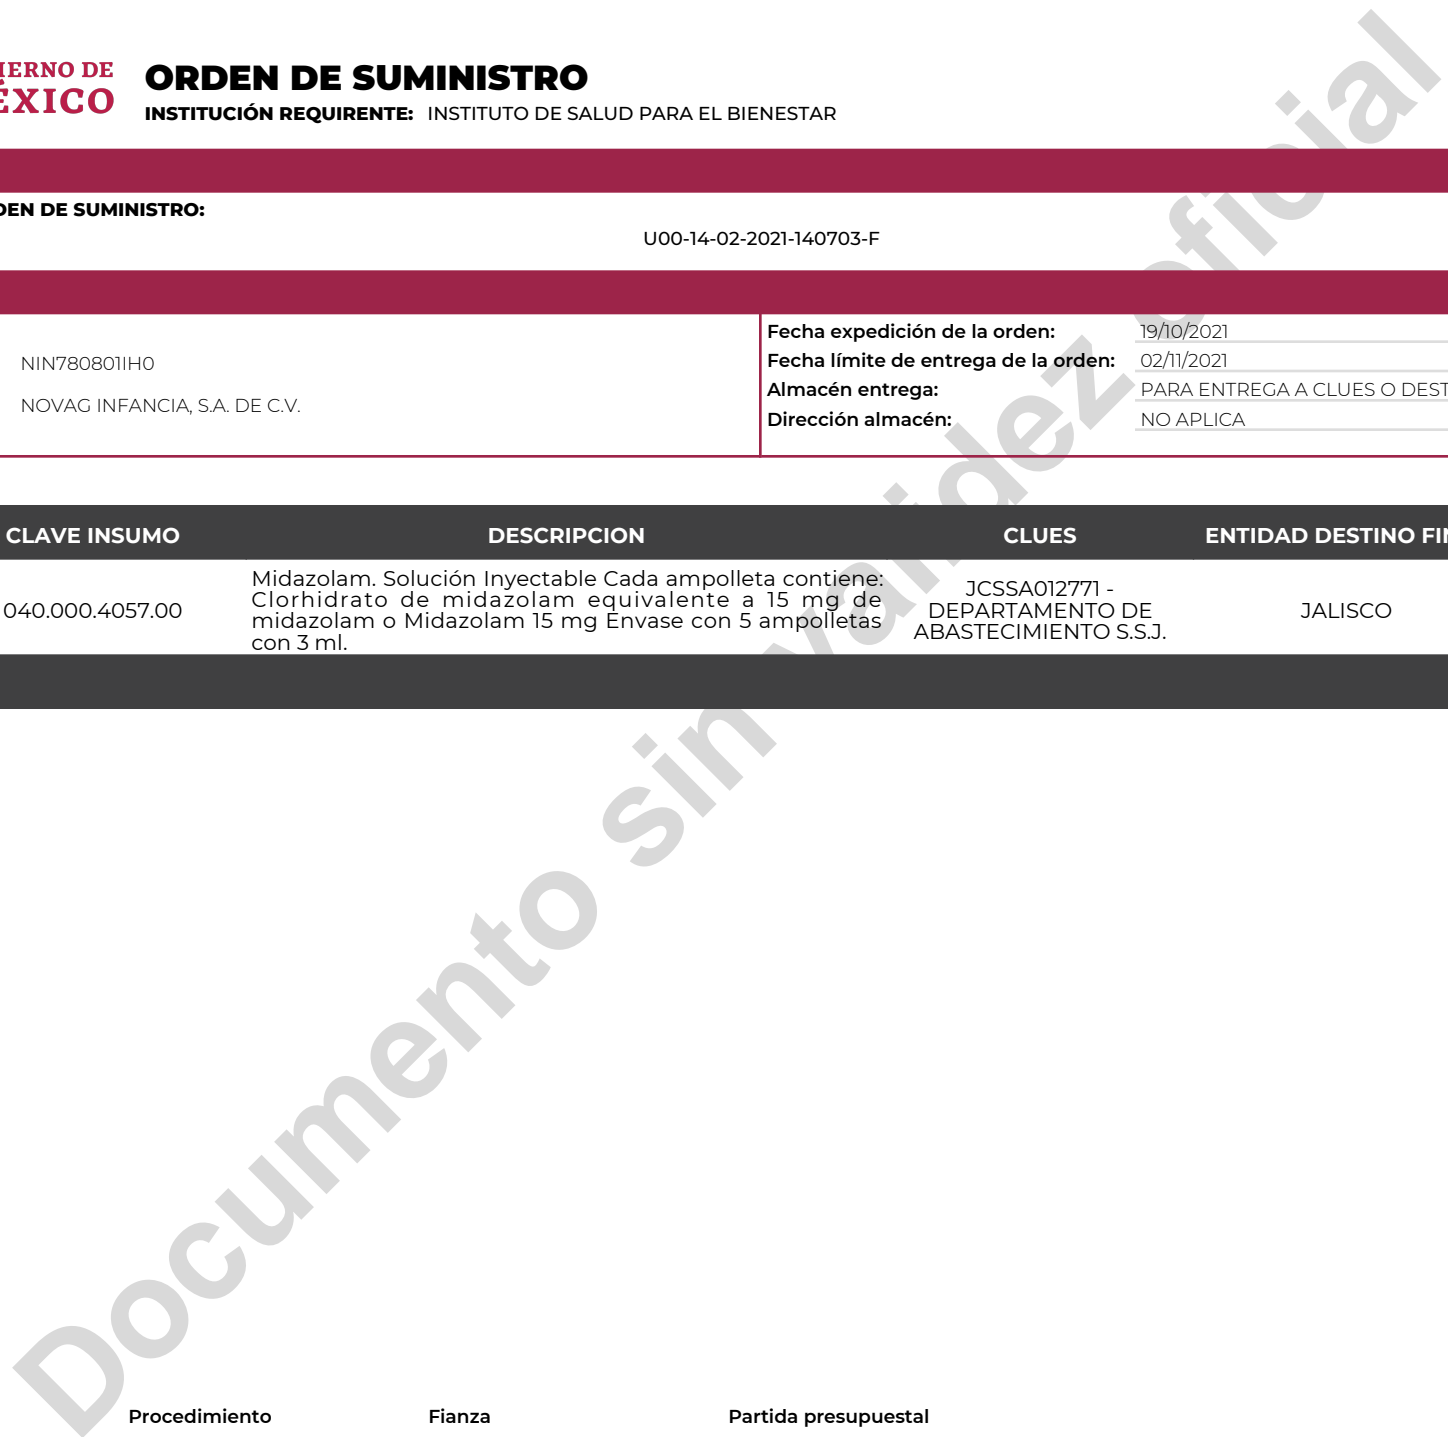 IERNO DE
ÉXICO
ORDEN DE SUMINISTRO
INSTITUCIÓN REQUIRENTE: INSTITUTO DE SALUD PARA EL BIENESTAR
DEN DE SUMINISTRO:
U00-14-02-2021-140703-F
NIN780801IH0
NOVAG INFANCIA, S.A. DE C.V.
Fecha expedición de la orden: 19/10/2021
Fecha límite de entrega de la orden: 02/11/2021
Almacén entrega: PARA ENTREGA A CLUES O DEST
Dirección almacén: NO APLICA
CLAVE INSUMO DESCRIPCION CLUES ENTIDAD DESTINO FIN
040.000.4057.00
Midazolam. Solución Inyectable Cada ampolleta contiene:
Clorhidrato de midazolam equivalente a 15 mg de
midazolam o Midazolam 15 mg Envase con 5 ampolletas
con 3 ml.
JCSSA012771 -
DEPARTAMENTO DE
ABASTECIMIENTO S.S.J.
JALISCO
Documento sin validez oficial
Procedimiento Fianza Partida presupuestal